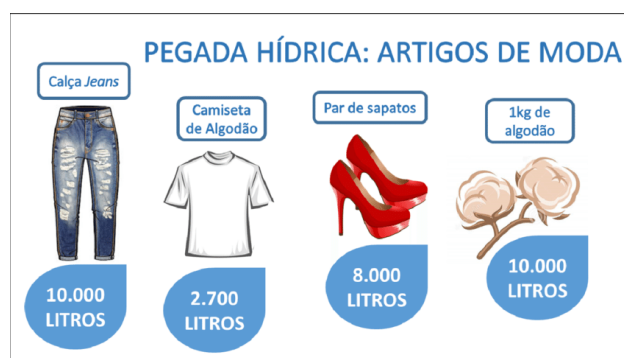 PEGADA HÍDRICA: ARTIGOS DE MODA
Calça Jeans
Camiseta
de Algodão
Par de sapatos
1kg de
algodão
10.000
LITROS
2.700
LITROS
8.000
LITROS
10.000
LITROS